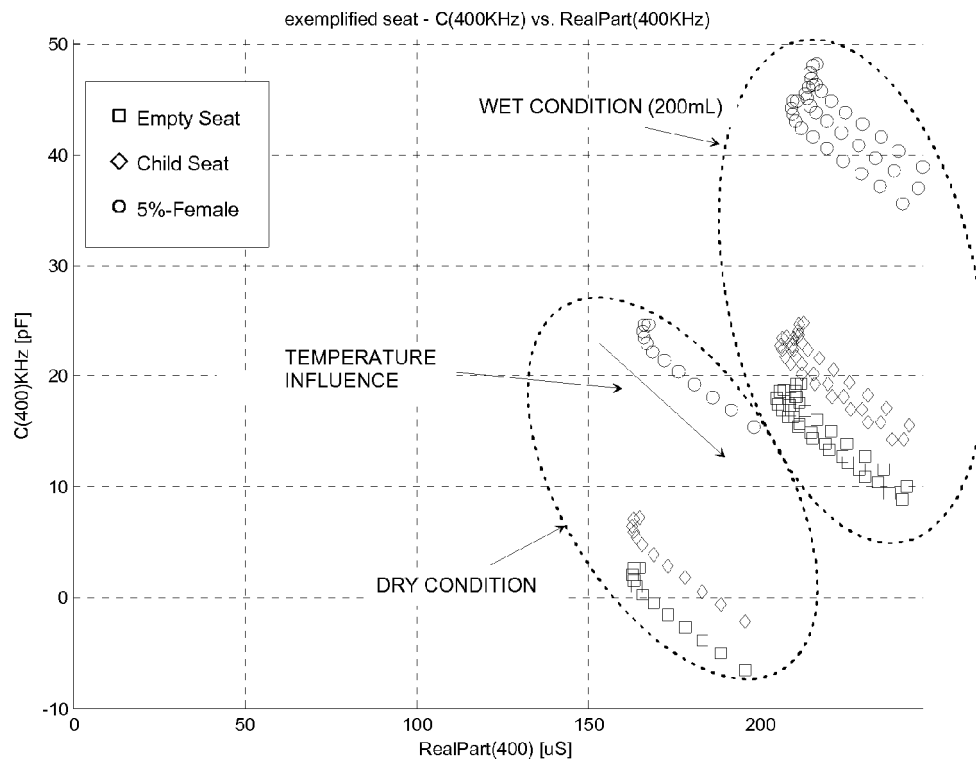 exemplified seat - C(400KHz) vs. RealPart(400KHz)
50
40
30
20
10
0
-10
C(400)KHz [pF]
Empty Seat
Child Seat
5%-Female
WET CONDITION (200mL)
TEMPERATURE
INFLUENCE
DRY CONDITION
0
50
100
150
200
RealPart(400) [uS]